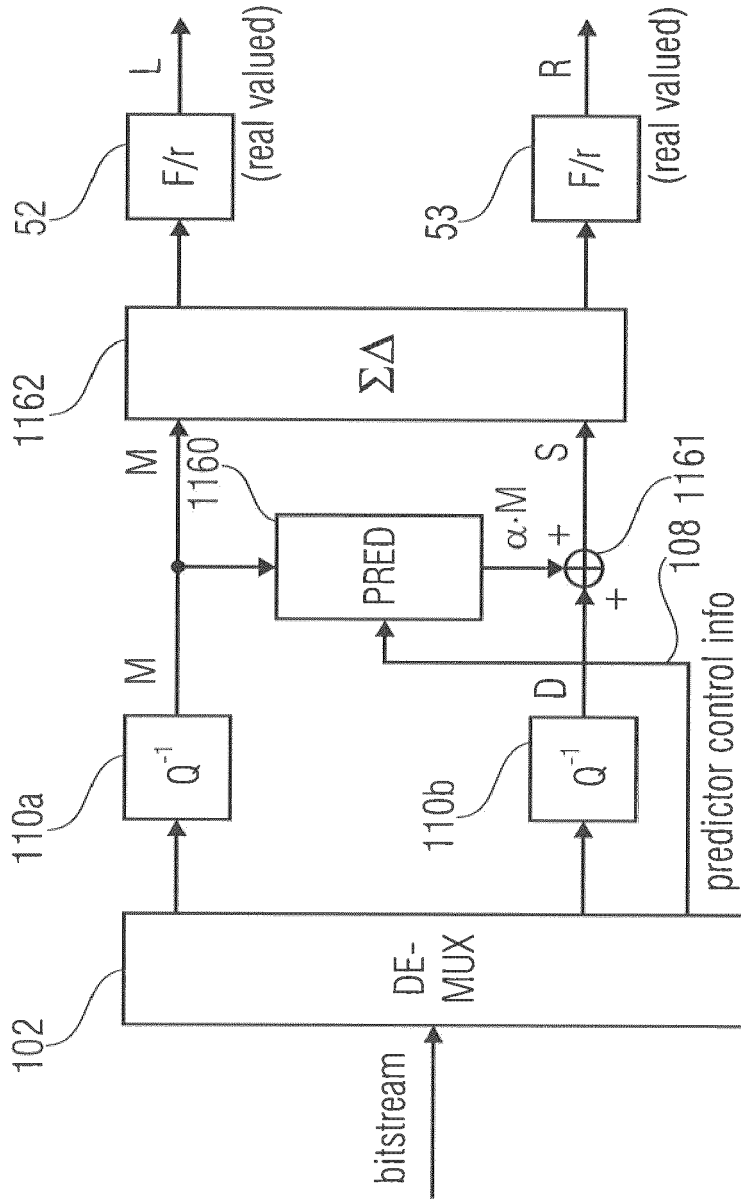 bitstream
102
DE-
MUX
110a
Q⁻¹
110b
Q⁻¹
M
D
predictor control info
108
1160
PRED
α·M
+
+
1161
M
S
1162
ΣΔ
52
F/r
L
(real valued)
53
F/r
R
(real valued)